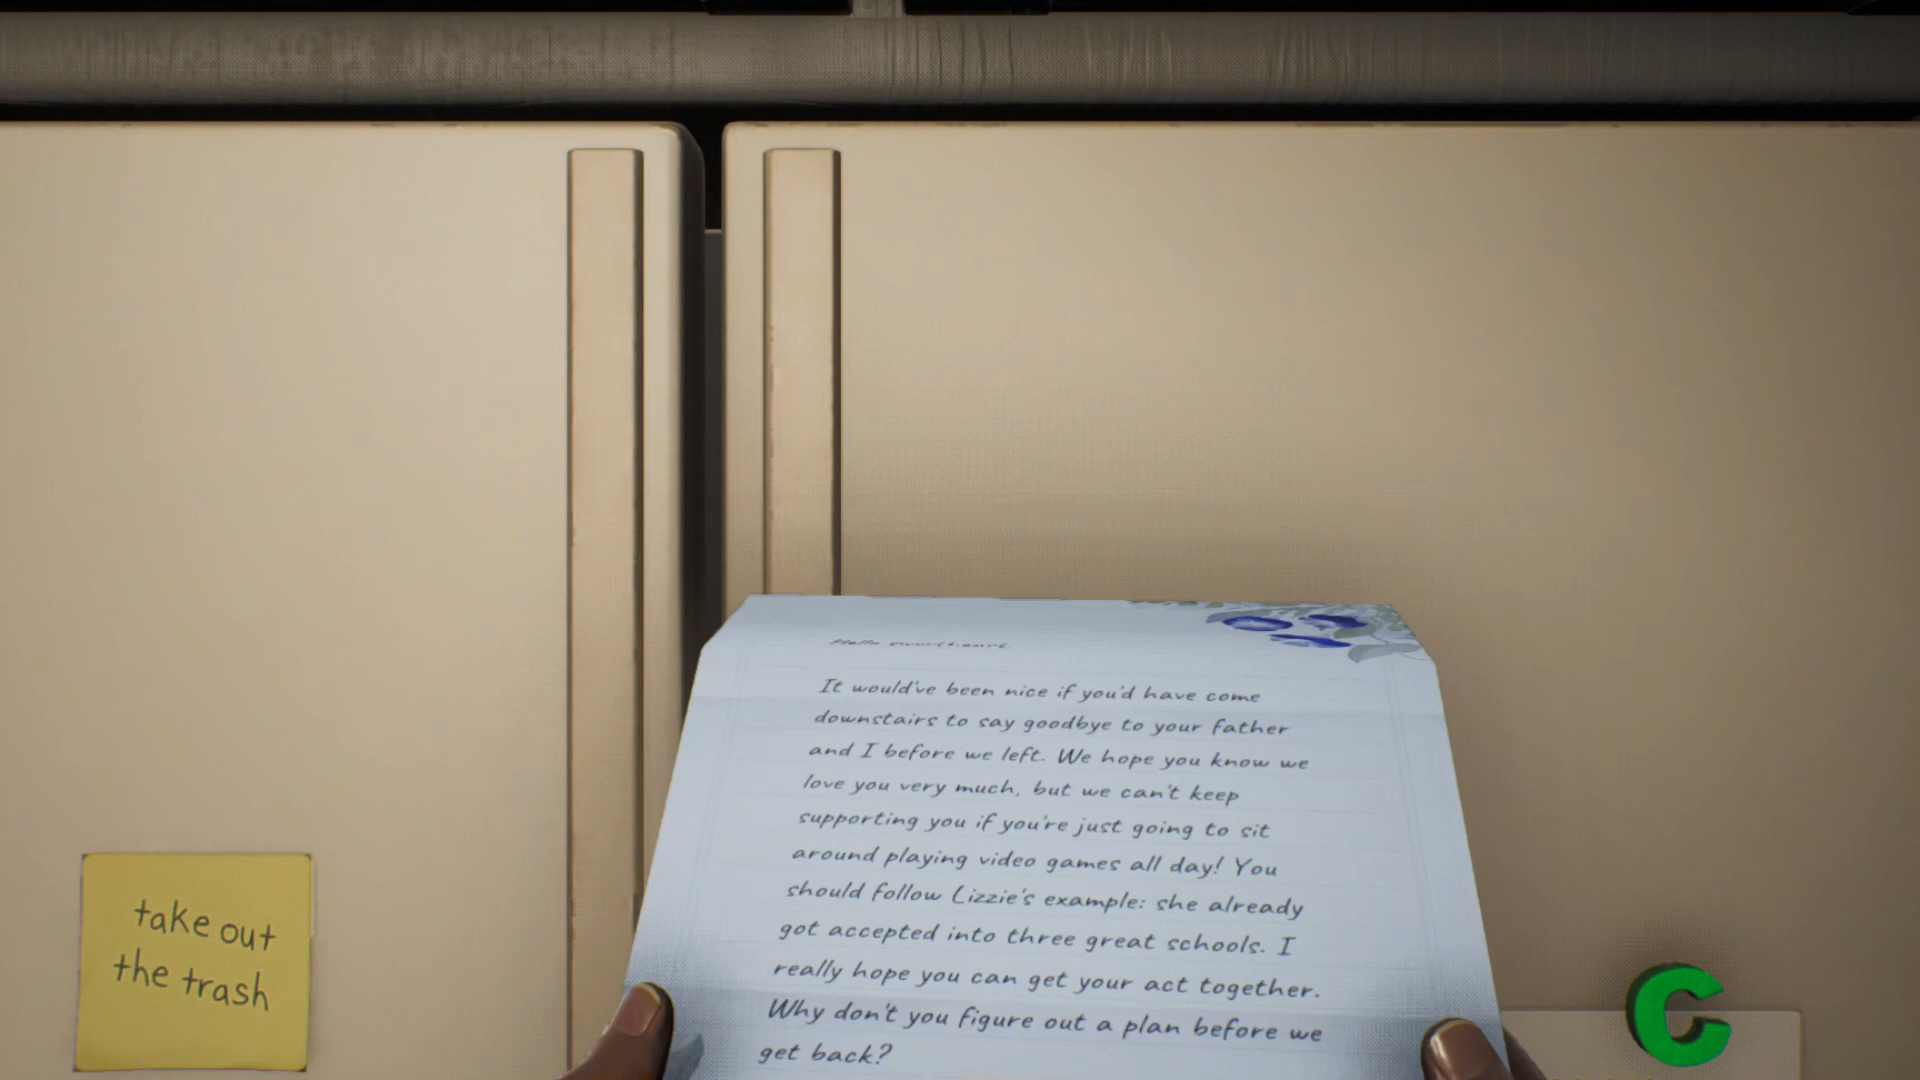 Hello sweetheart,
It would've been nice if you'd have come
downstairs to say goodbye to your father
and I before we left. We hope you know we
love you very much, but we can't keep
supporting you if you're just going to sit
around playing video games all day! You
should follow Lizzie's example: she already
got accepted into three great schools. I
really hope you can get your act together.
Why don't you figure out a plan before we
get back?
take out
the trash
C